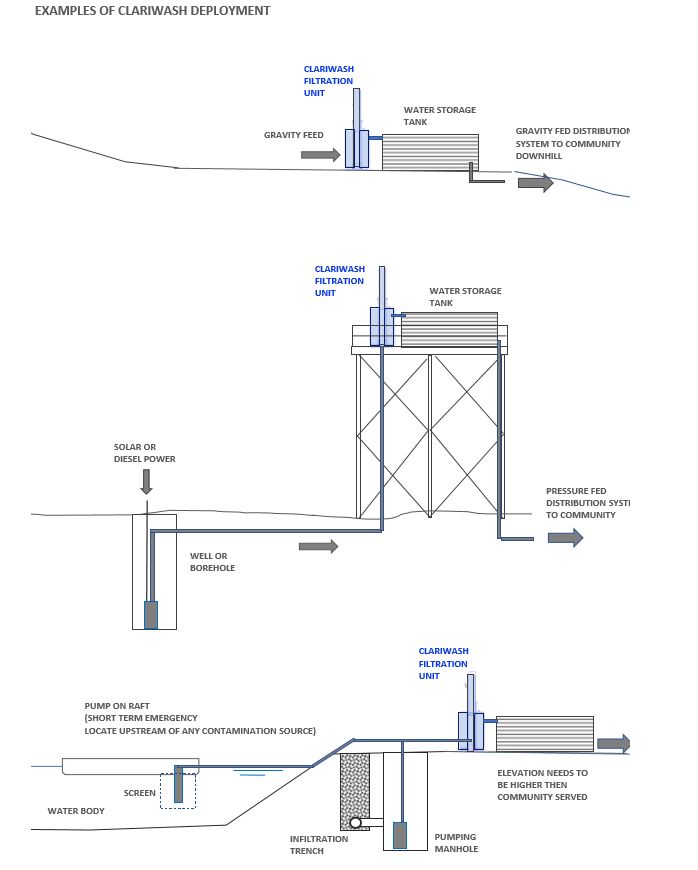 EXAMPLES OF CLARIWASH DEPLOYMENT
CLARIWASH
FILTRATION
UNIT
WATER STORAGE
TANK
GRAVITY FEED
GRAVITY FED DISTRIBUTION
SYSTEM TO COMMUNITY
DOWNHILL
CLARIWASH
FILTRATION
UNIT
WATER STORAGE
TANK
SOLAR OR
DIESEL POWER
PRESSURE FED
DISTRIBUTION SYSTE
TO COMMUNITY
WELL OR
BOREHOLE
CLARIWASH
FILTRATION
UNIT
PUMP ON RAFT
(SHORT TERM EMERGENCY
LOCATE UPSTREAM OF ANY CONTAMINATION SOURCE)
SCREEN
WATER BODY
ELEVATION NEEDS TO
BE HIGHER THEN
COMMUNITY SERVED
INFILTRATION
TRENCH
PUMPING
MANHOLE